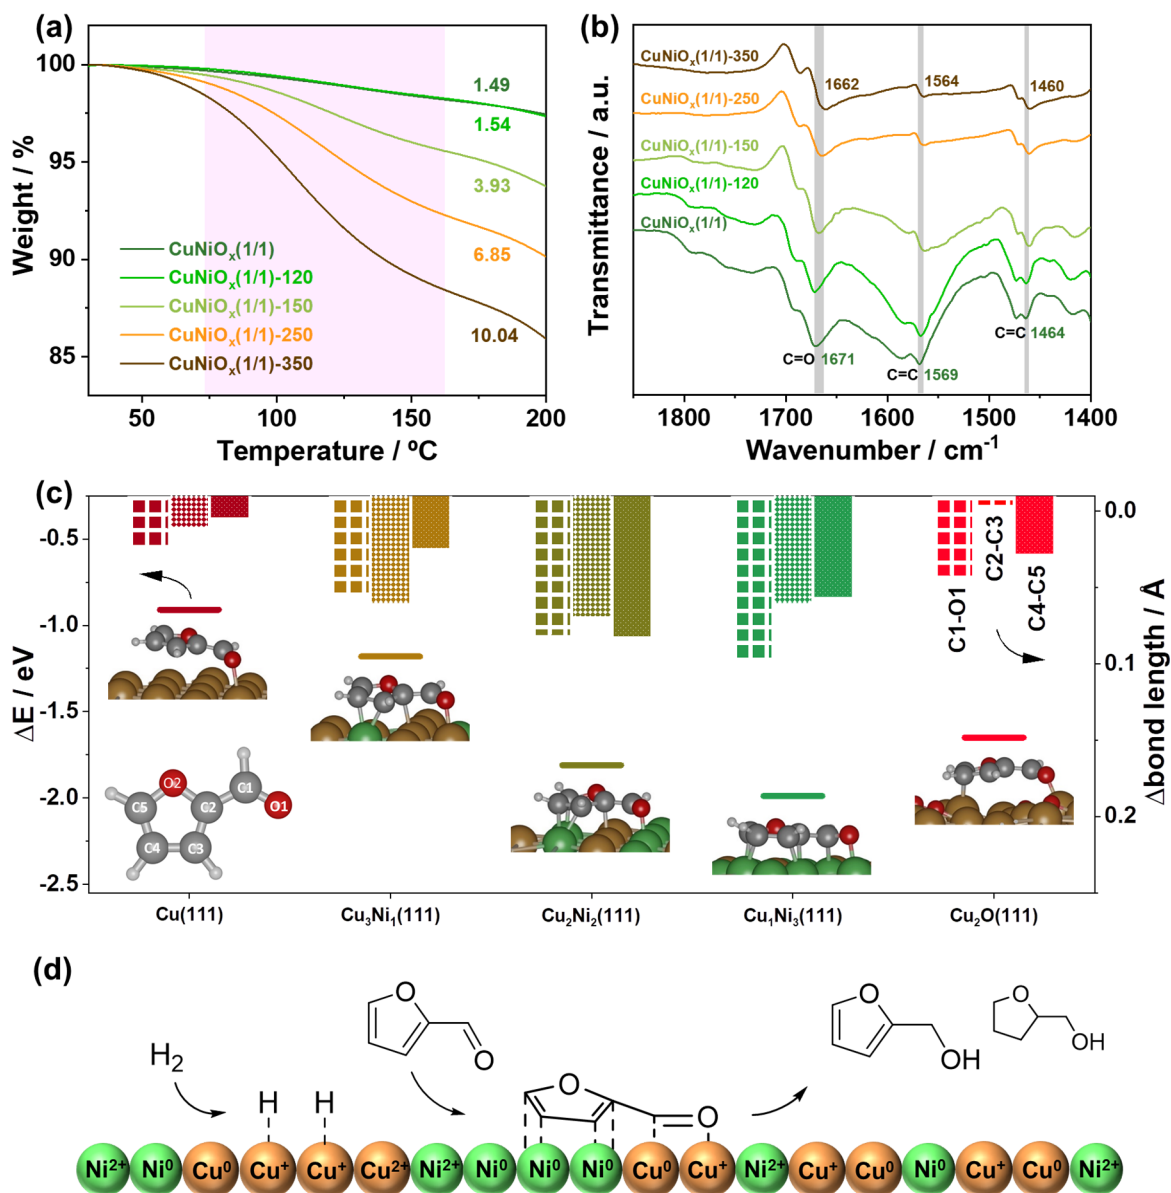 (a)
100
95
90
85
Weight / %
1.49
1.54
3.93
6.85
10.04
CuNiOx(1/1)
CuNiOx(1/1)-120
CuNiOx(1/1)-150
CuNiOx(1/1)-250
CuNiOx(1/1)-350
50
100
150
200
Temperature / ºC
(b)
Transmittance / a.u.
CuNiOx(1/1)-350
1662
1564
1460
CuNiOx(1/1)-250
CuNiOx(1/1)-150
CuNiOx(1/1)-120
CuNiOx(1/1)
C=O 1671
C=C 1569
C=C 1464
1800
1700
1600
1500
1400
Wavenumber / cm-1
(c)
-0.5
-1.0
-1.5
-2.0
-2.5
ΔE / eV
C1-O1
C2-C3
C4-C5
0.0
0.1
0.2
Δbond length / Å
O2
C1
C2
O1
C5
C4
C3
Cu(111)
Cu3Ni1(111)
Cu2Ni2(111)
Cu1Ni3(111)
Cu2O(111)
(d)
H2
H
H
O
O
O
O
O
OH
O
OH
Ni2+
Ni0
Cu0
Cu+
Cu+
Cu2+
Ni2+
Ni0
Ni0
Ni0
Cu0
Cu+
Ni2+
Cu+
Cu0
Ni0
Cu+
Cu0
Ni2+